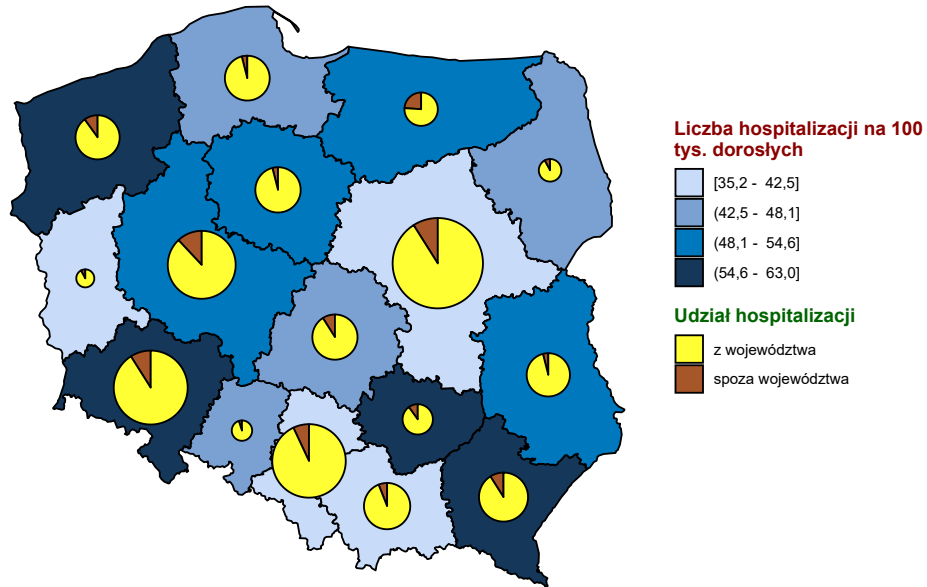 Liczba hospitalizacji na 100
tys. dorosłych
[35,2 - 42,5]
(42,5 - 48,1]
(48,1 - 54,6]
(54,6 - 63,0]
Udział hospitalizacji
z województwa
spoza województwa